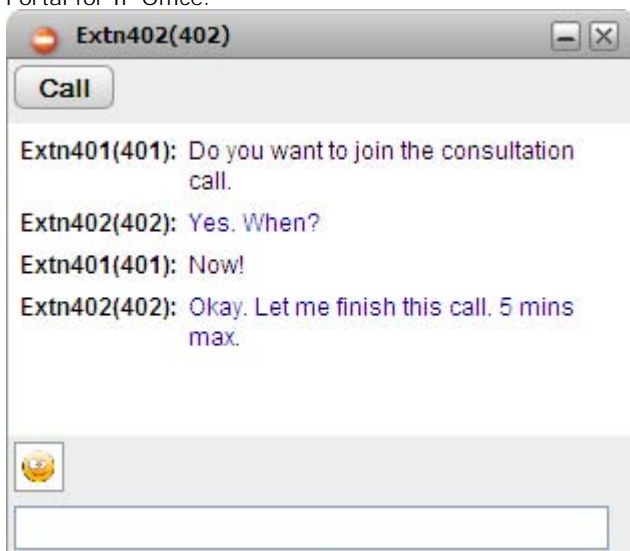 Portal for IP Office.
Extn402(402)
Call
Extn401(401): Do you want to join the consultation
call.
Extn402(402): Yes. When?
Extn401(401): Now!
Extn402(402): Okay. Let me finish this call. 5 mins
max.